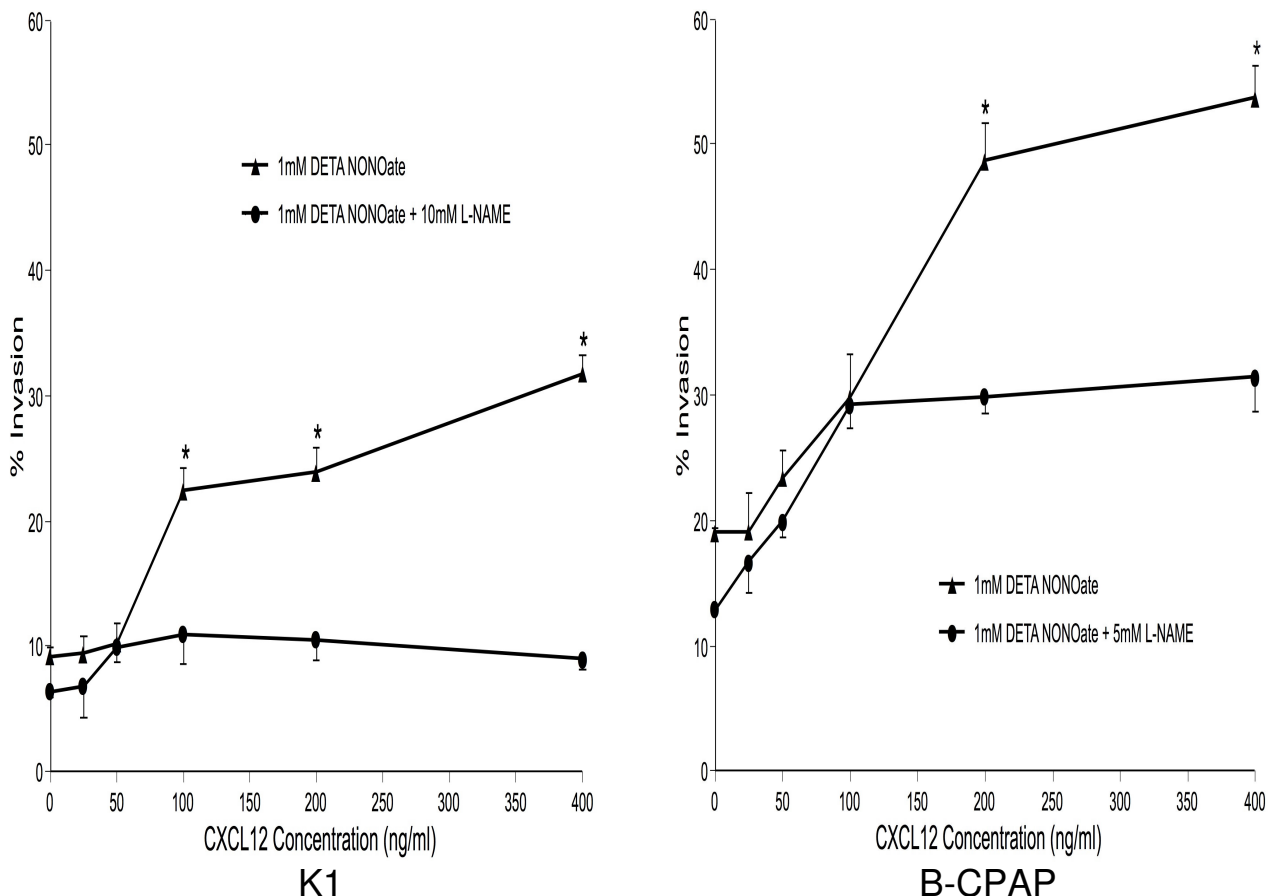 60
50
40
30
20
10
0
% Invasion
1mM DETA NONOate
1mM DETA NONOate + 10mM L-NAME
*
*
*
0 50 100 150 200 250 300 350 400
CXCL12 Concentration (ng/ml)
K1
60
50
40
30
20
10
0
% Invasion
*
*
1mM DETA NONOate
1mM DETA NONOate + 5mM L-NAME
0 50 100 150 200 250 300 350 400
CXCL12 Concentration (ng/ml)
B-CPAP